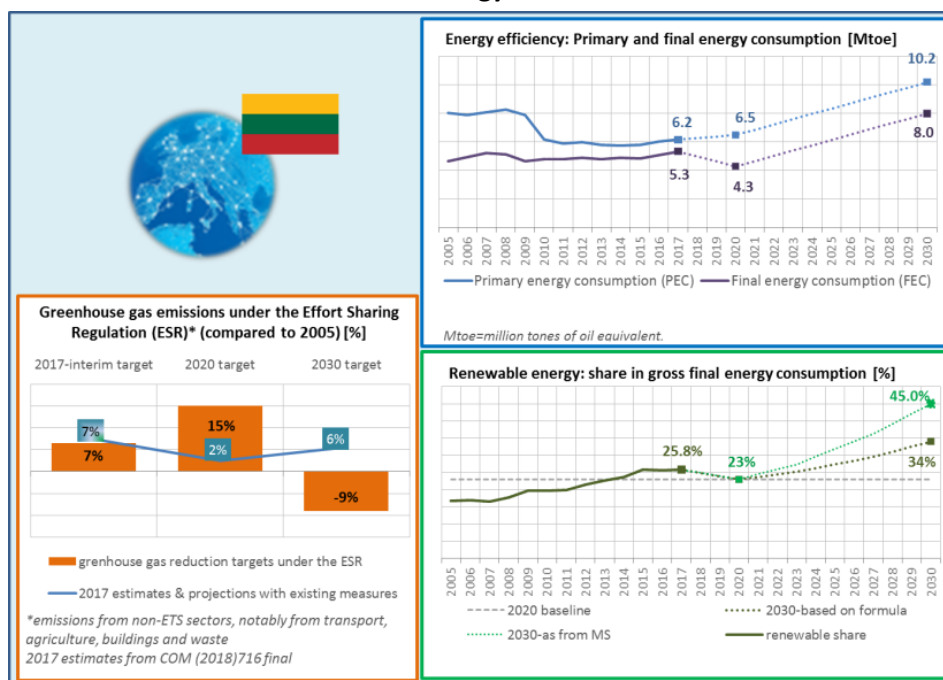 Energy efficiency: Primary and final energy consumption [Mtoe]
10.2
6.2
6.5
8.0
5.3
4.3
2005 2006 2007 2008 2009 2010 2011 2012 2013 2014 2015 2016 2017 2018 2019 2020 2021 2022 2023 2024 2025 2026 2027 2028 2029 2030
Primary energy consumption (PEC)
Final energy consumption (FEC)
Mtoe=million tones of oil equivalent.
Greenhouse gas emissions under the Effort Sharing
Regulation (ESR)* (compared to 2005) [%]
2017-interim target
2020 target
2030 target
7%
15%
6%
2%
7%
-9%
grenhouse gas reduction targets under the ESR
2017 estimates & projections with existing measures
*emissions from non-ETS sectors, notably from transport,
agriculture, buildings and waste
2017 estimates from COM (2018)716 final
Renewable energy: share in gross final energy consumption [%]
45.0%
25.8%
23%
34%
2005 2006 2007 2008 2009 2010 2011 2012 2013 2014 2015 2016 2017 2018 2019 2020 2021 2022 2023 2024 2025 2026 2027 2028 2029 2030
2020 baseline
2030-based on formula
2030-as from MS
renewable share